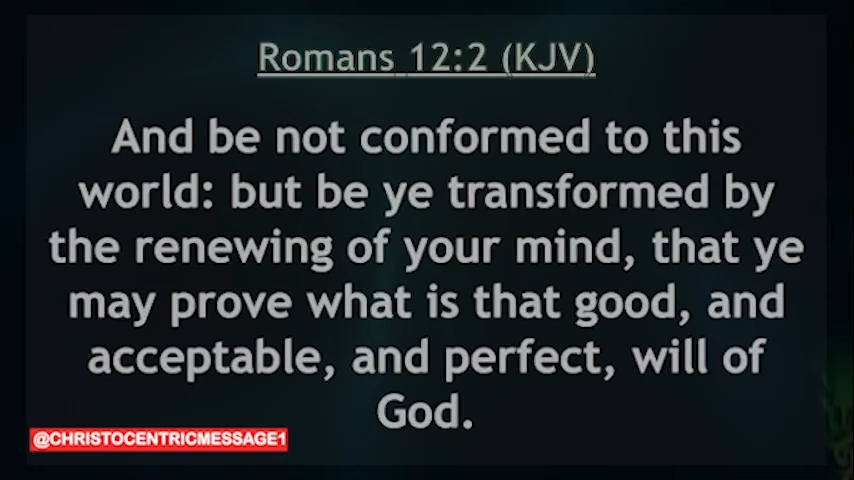 Romans 12:2 (KJV)
And be not conformed to this
world: but be ye transformed by
the renewing of your mind, that ye
may prove what is that good, and
acceptable, and perfect, will of
God.
@CHRISTOCENTRICMESSAGE1